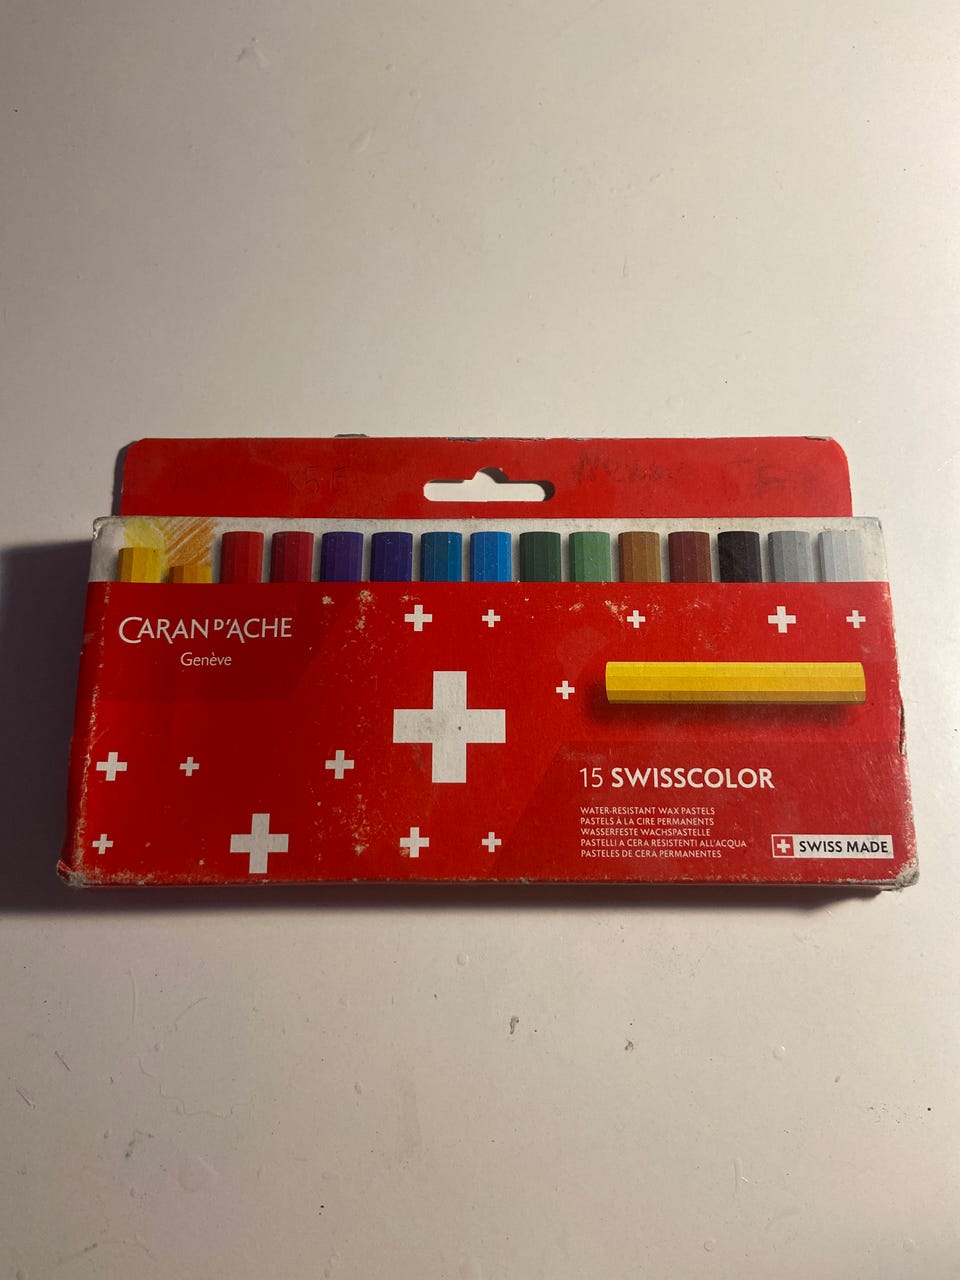 CARAN D'ACHE
Genève
15 SWISSCOLOR
WATER-RESISTANT WAX PASTELS
PASTELS À LA CIRE PERMANENTS
WASSERFESTE WACHSPASTELLE
PASTELLI A CERA RESISTENTI ALL'ACQUA
PASTELES DE CERA PERMANENTES
SWISS MADE